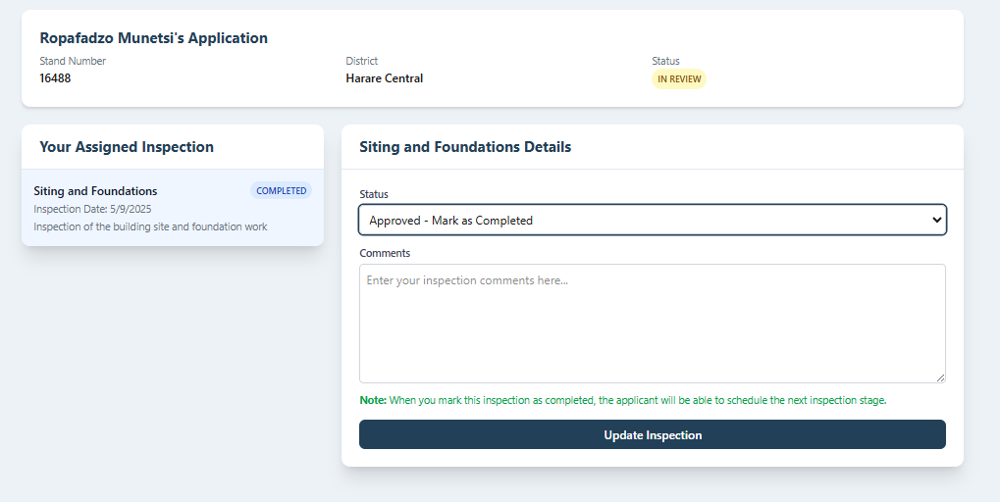 Ropafadzo Munetsi's Application
Stand Number
16488
District
Harare Central
Status
IN REVIEW
Your Assigned Inspection
Siting and Foundations
COMPLETED
Inspection Date: 5/9/2025
Inspection of the building site and foundation work
Siting and Foundations Details
Status
Approved - Mark as Completed
Comments
Enter your inspection comments here...
Note: When you mark this inspection as completed, the applicant will be able to schedule the next inspection stage.
Update Inspection